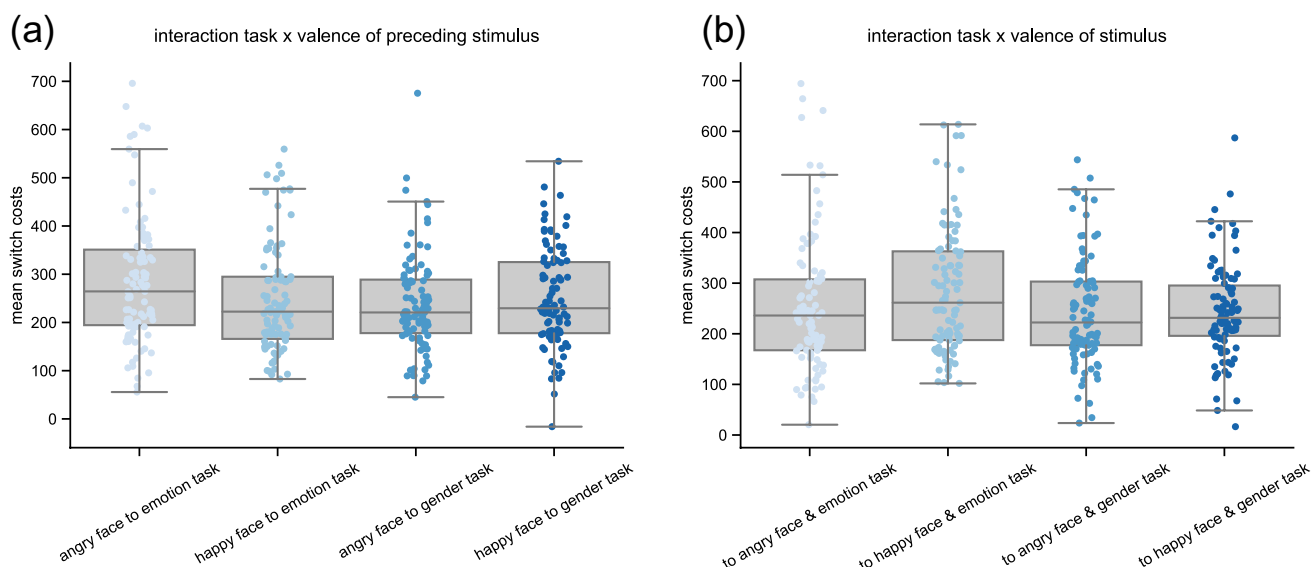 (a)
interaction task x valence of preceding stimulus
mean switch costs
700
600
500
400
300
200
100
0
angry face to emotion task
happy face to emotion task
angry face to gender task
happy face to gender task
(b)
interaction task x valence of stimulus
mean switch costs
700
600
500
400
300
200
100
0
to angry face & emotion task
to happy face & emotion task
to angry face & gender task
to happy face & gender task